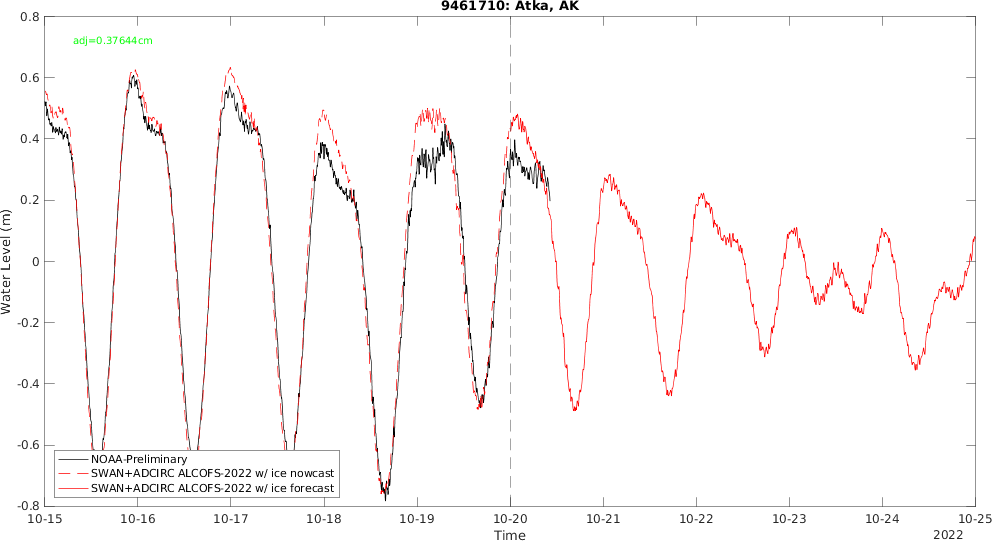 9461710: Atka, AK
adj=0.37644cm
Water Level (m)
0.8
0.6
0.4
0.2
0
-0.2
-0.4
-0.6
-0.8
NOAA-Preliminary
SWAN+ADCIRC ALCOFS-2022 w/ ice nowcast
SWAN+ADCIRC ALCOFS-2022 w/ ice forecast
10-15 10-16 10-17 10-18 10-19 10-20 10-21 10-22 10-23 10-24 10-25
Time
2022